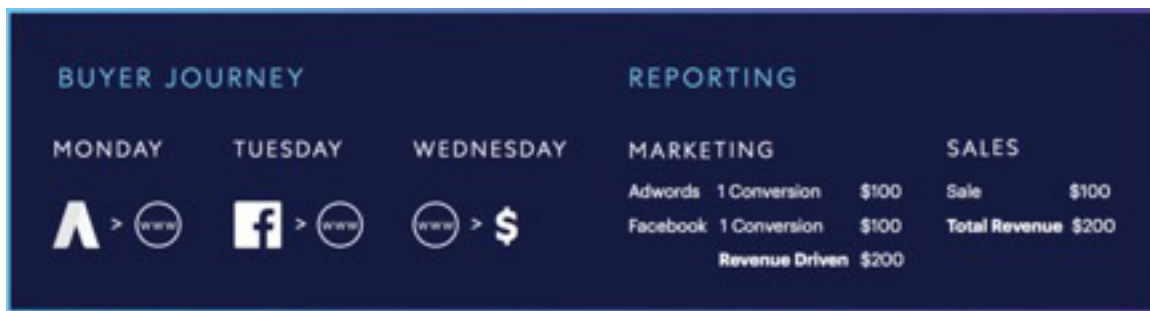 BUYER JOURNEY
MONDAY
> www
TUESDAY
f > www
WEDNESDAY
www > $
REPORTING
MARKETING
Adwords 1 Conversion $100
Facebook 1 Conversion $100
Revenue Driven $200
SALES
Sale $100
Total Revenue $200